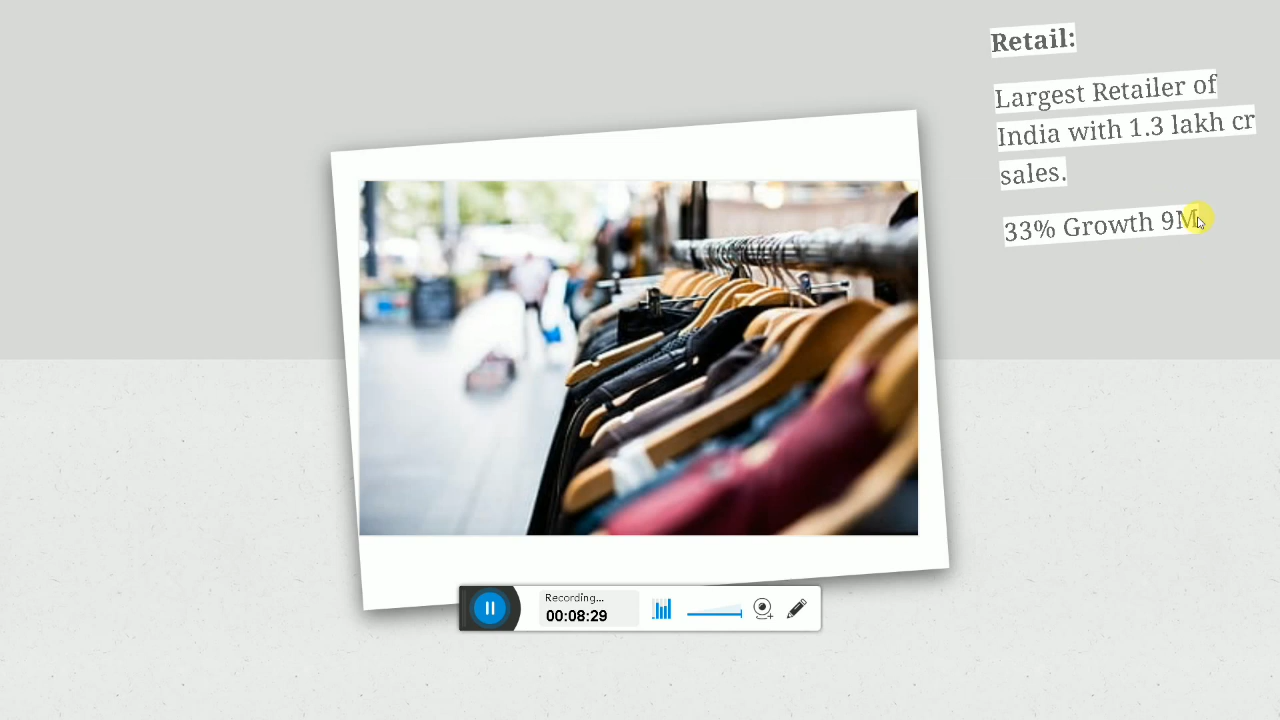 Retail:
Largest Retailer of
India with 1.3 lakh cr
sales.
33% Growth 9M
Recording...
00:08:29